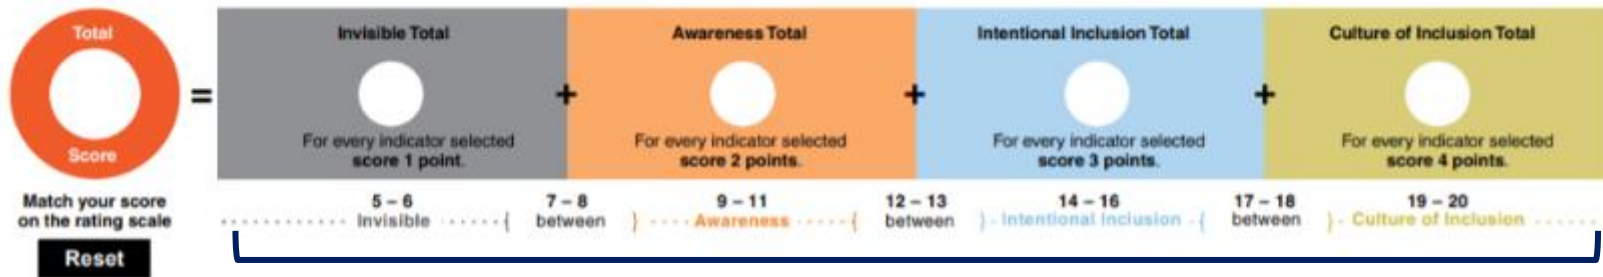 Total
Score
=
Invisible Total
For every indicator selected
score 1 point.
+
Awareness Total
For every indicator selected
score 2 points.
+
Intentional Inclusion Total
For every indicator selected
score 3 points.
+
Culture of Inclusion Total
For every indicator selected
score 4 points.
Match your score
on the rating scale
Reset
5 – 6
Invisible
7 – 8
between
9 – 11
Awareness
12 – 13
between
14 – 16
Intentional Inclusion
17 – 18
between
19 – 20
Culture of Inclusion